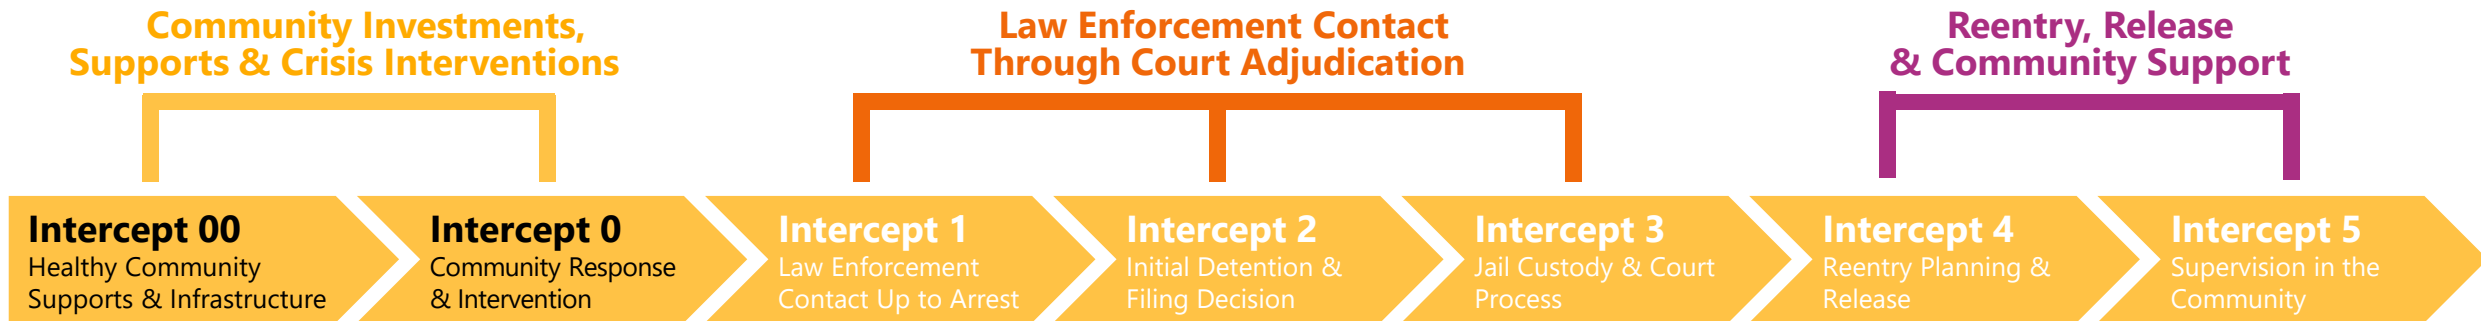 Community Investments,
Supports & Crisis Interventions
Law Enforcement Contact
Through Court Adjudication
Reentry, Release
& Community Support
Intercept 00
Healthy Community
Supports & Infrastructure
Intercept 0
Community Response
& Intervention
Intercept 1
Law Enforcement
Contact Up to Arrest
Intercept 2
Initial Detention &
Filing Decision
Intercept 3
Jail Custody & Court
Process
Intercept 4
Reentry Planning &
Release
Intercept 5
Supervision in the
Community